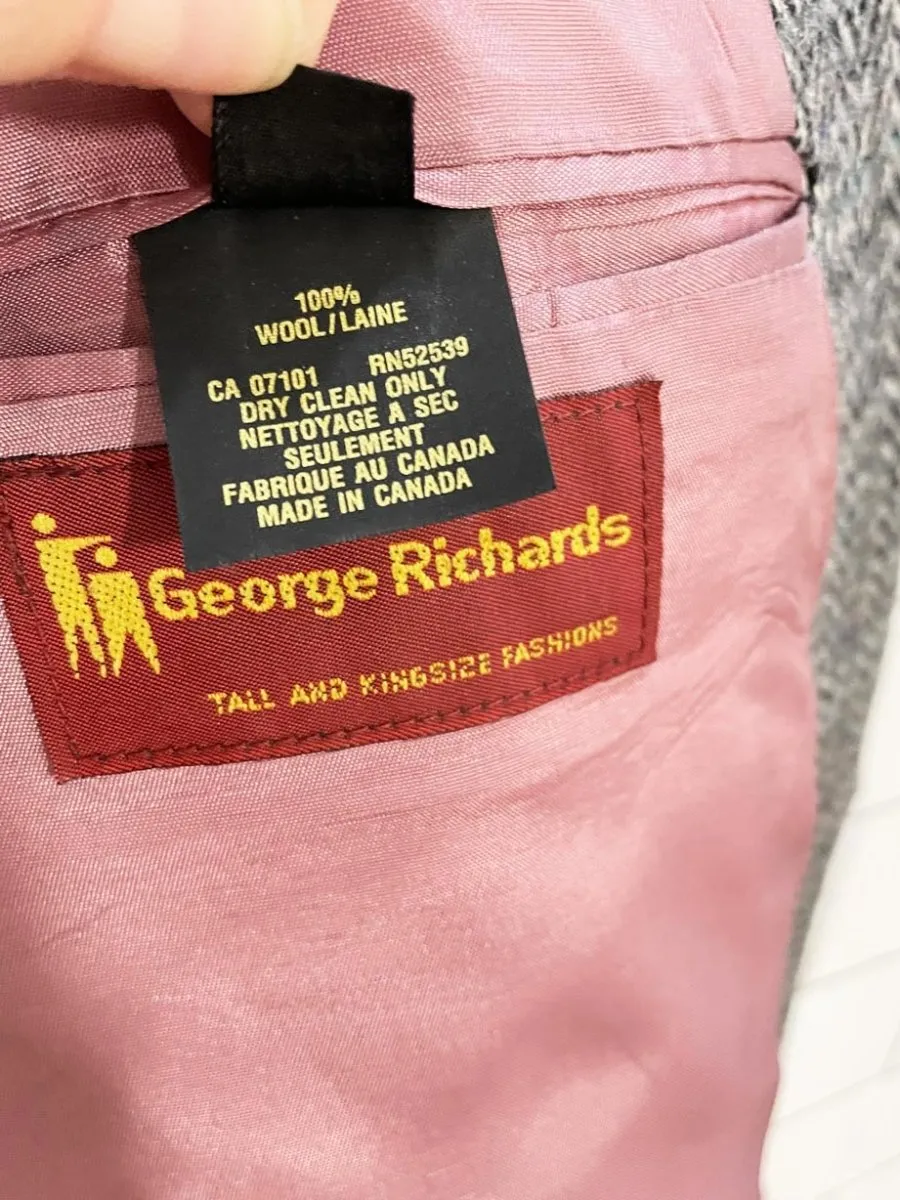 100%
WOOL/LAINE
CA 07101 RN52539
DRY CLEAN ONLY
NETTOYAGE A SEC
SEULEMENT
FABRIQUE AU CANADA
MADE IN CANADA
George Richards
TALL AND KINGSIZE FASHIONS